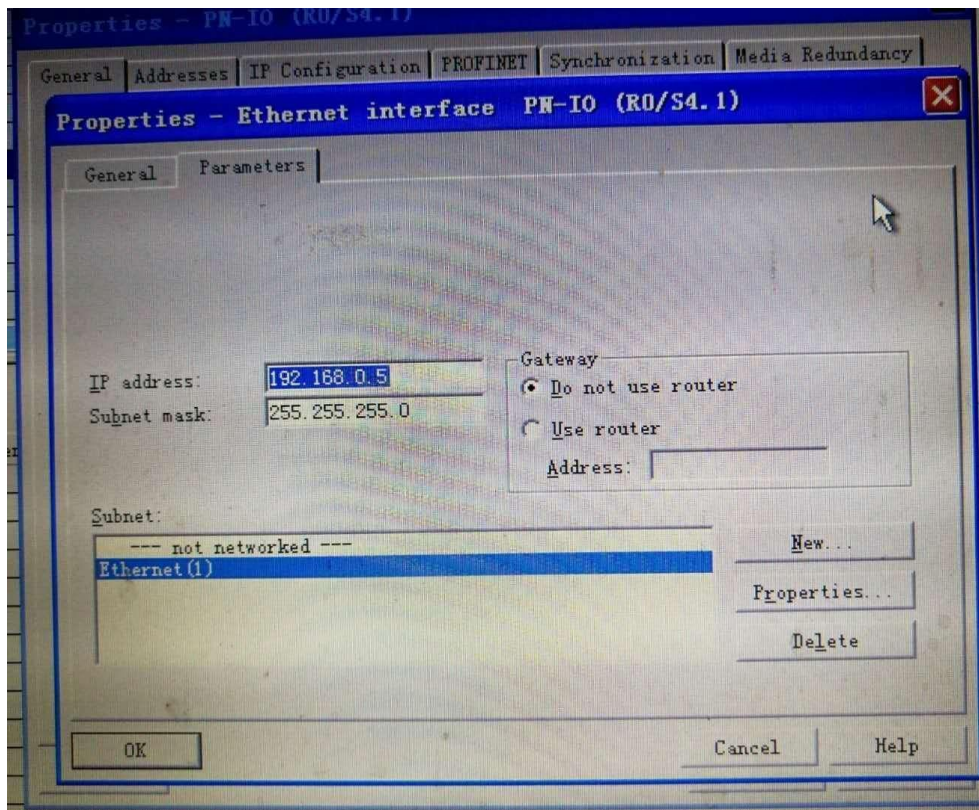 Properties - PN-IO (R0/S4.1)
General Addresses IP Configuration PROFINET Synchronization Media Redundancy
Properties - Ethernet interface PN-IO (R0/S4.1)
General Parameters
Gateway
IP address: 192.168.0.5 Do not use router
Subnet mask: 255.255.255.0 Use router
Address:
Subnet:
--- not networked --- New...
Ethernet(1)
Properties...
Delete
OK Cancel Help